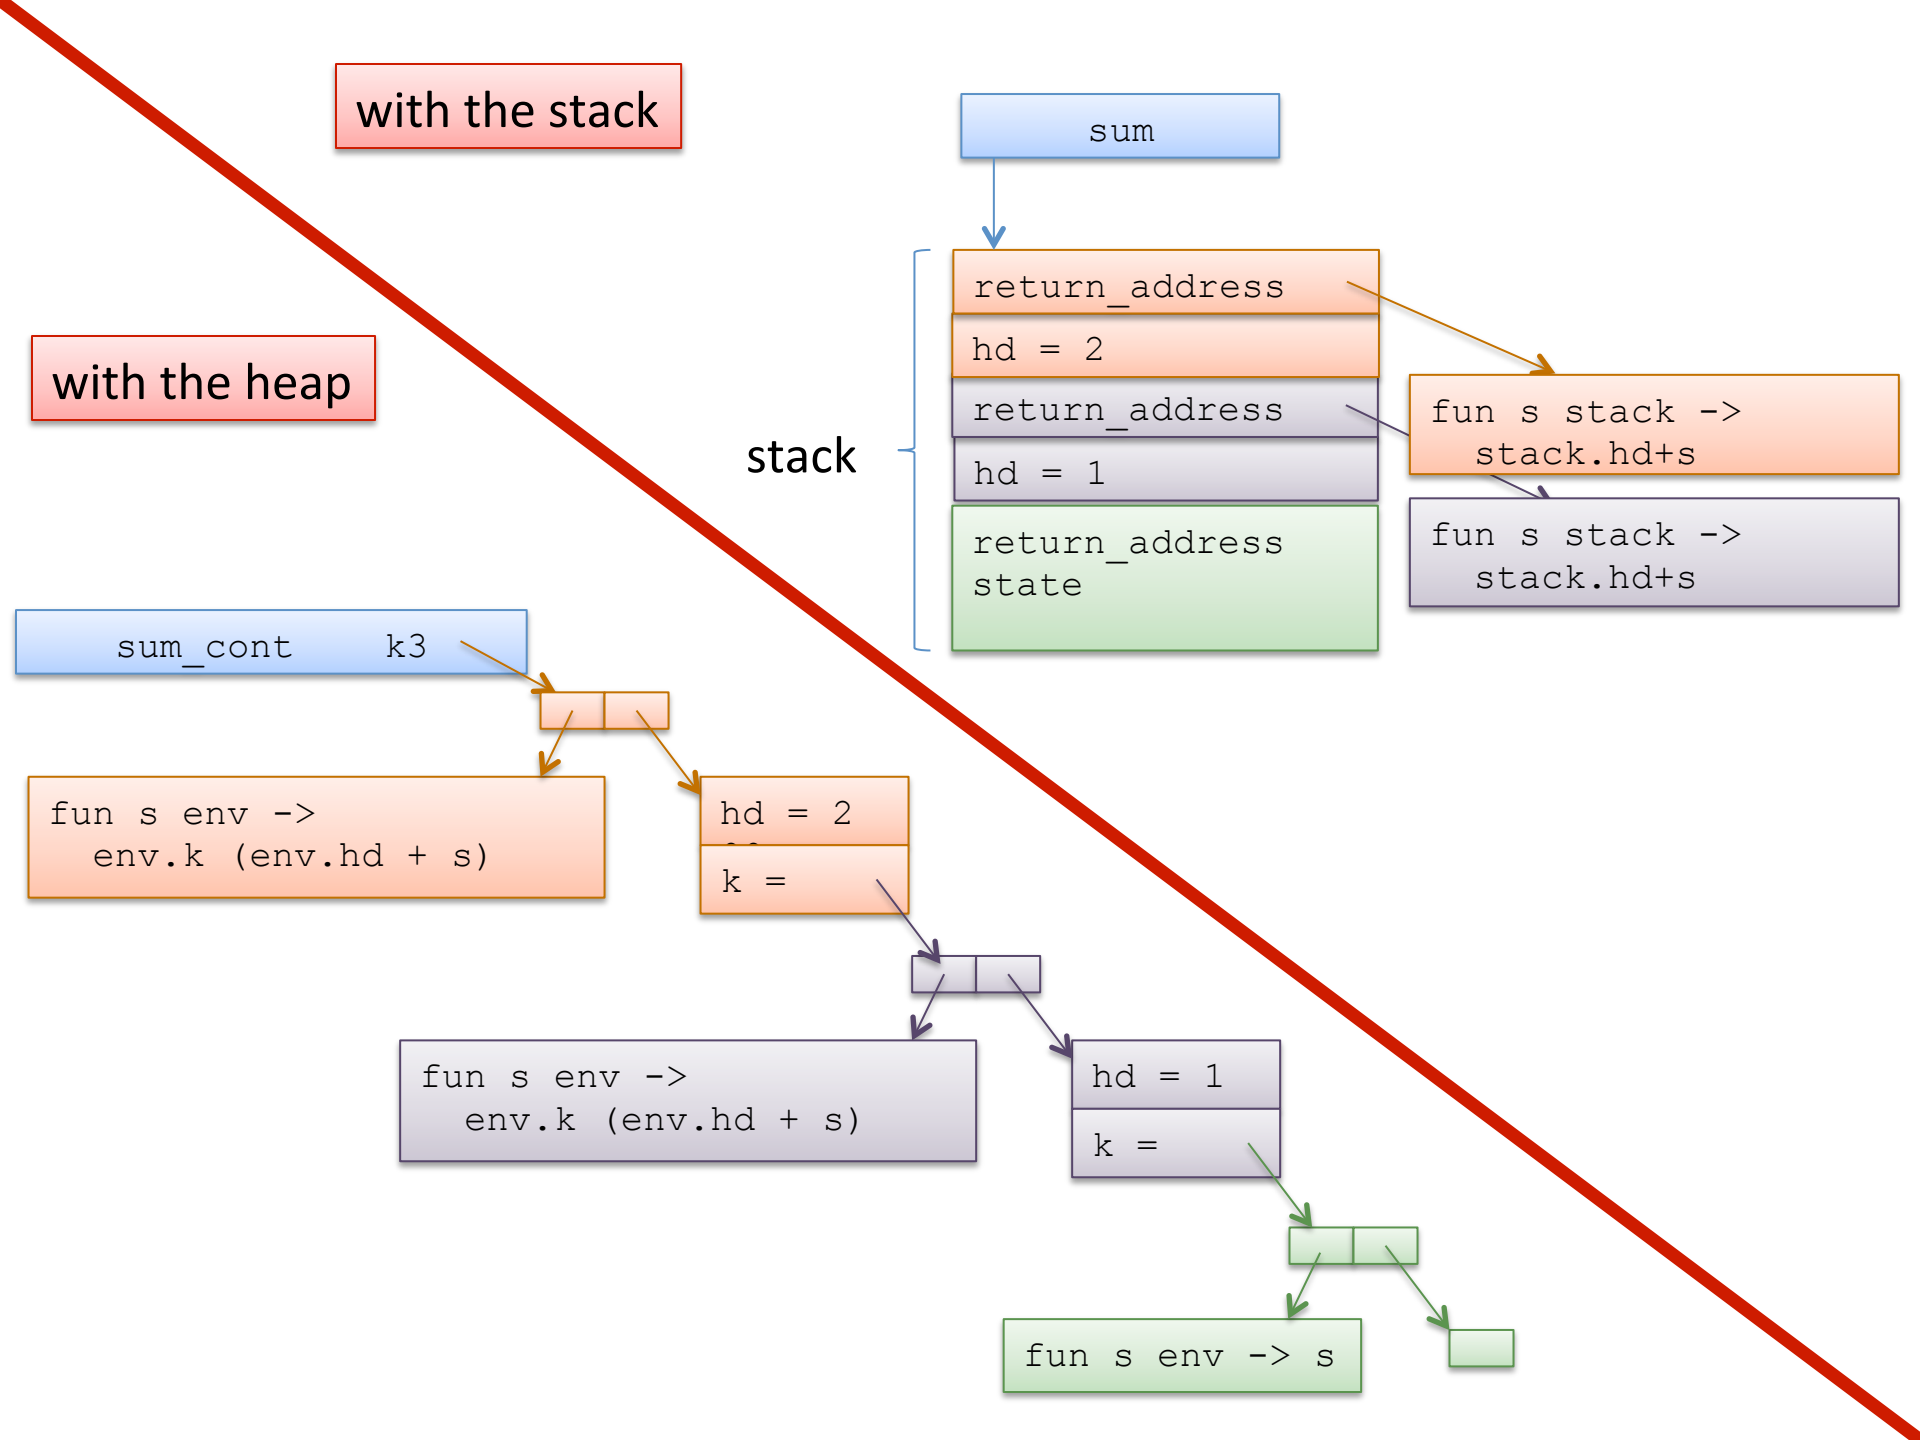 with the stack
sum
return_address
hd = 2
return_address
hd = 1
return_address
state
stack
fun s stack ->
stack.hd+s
fun s stack ->
stack.hd+s
with the heap
sum_cont k3
fun s env ->
env.k (env.hd + s)
hd = 2
k =
fun s env ->
env.k (env.hd + s)
hd = 1
k =
fun s env -> s